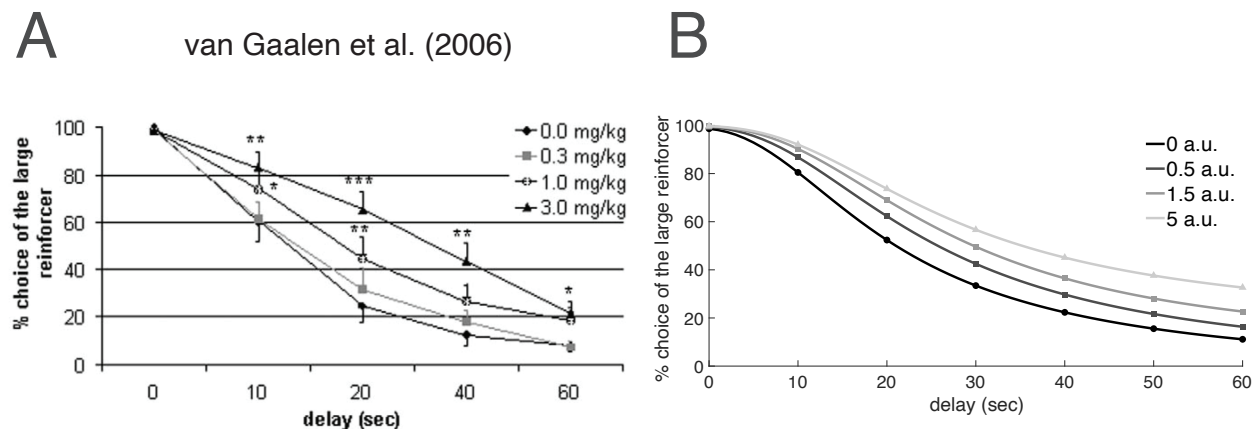 A
van Gaalen et al. (2006)
% choice of the large
reinforcer
100
80
60
40
20
0
**
*
***
**
**
*
0.0 mg/kg
0.3 mg/kg
1.0 mg/kg
3.0 mg/kg
0
10
20
40
60
delay (sec)
B
% choice of the large reinforcer
100
80
60
40
20
0
0 a.u.
0.5 a.u.
1.5 a.u.
5 a.u.
0
10
20
30
40
50
60
delay (sec)